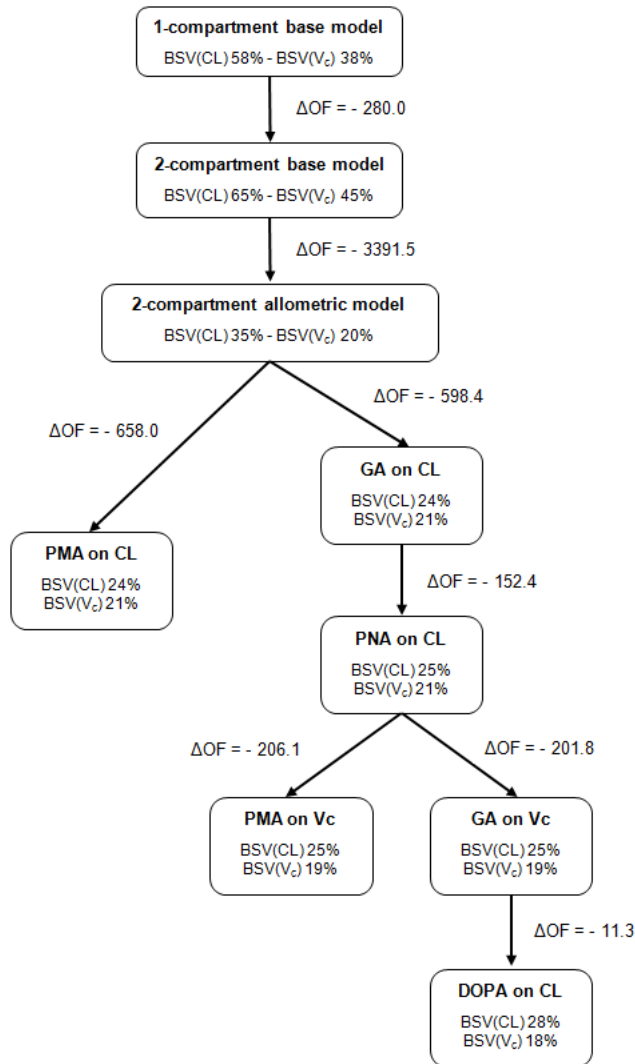 1-compartment base model
BSV(CL) 58% - BSV(Vc) 38%
ΔOF = - 280.0
2-compartment base model
BSV(CL) 65% - BSV(Vc) 45%
ΔOF = - 3391.5
2-compartment allometric model
BSV(CL) 35% - BSV(Vc) 20%
ΔOF = - 658.0
ΔOF = - 598.4
GA on CL
BSV(CL) 24%
BSV(Vc) 21%
PMA on CL
BSV(CL) 24%
BSV(Vc) 21%
ΔOF = - 152.4
PNA on CL
BSV(CL) 25%
BSV(Vc) 21%
ΔOF = - 206.1
ΔOF = - 201.8
PMA on Vc
BSV(CL) 25%
BSV(Vc) 19%
GA on Vc
BSV(CL) 25%
BSV(Vc) 19%
ΔOF = - 11.3
DOPA on CL
BSV(CL) 28%
BSV(Vc) 18%